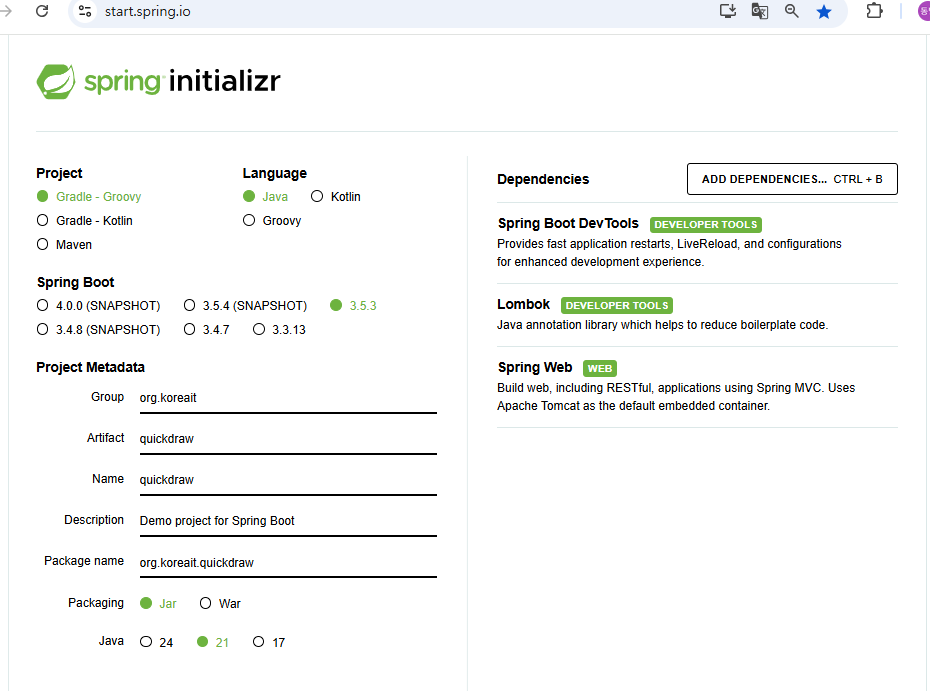 start.spring.io
spring initializr
Project
Gradle - Groovy
Gradle - Kotlin
Maven
Language
Java Kotlin
Groovy
Spring Boot
4.0.0 (SNAPSHOT) 3.5.4 (SNAPSHOT) 3.5.3
3.4.8 (SNAPSHOT) 3.4.7 3.3.13
Project Metadata
Group org.koreait
Artifact quickdraw
Name quickdraw
Description Demo project for Spring Boot
Package name org.koreait.quickdraw
Packaging Jar War
Java 24 21 17
Dependencies ADD DEPENDENCIES... CTRL + B
Spring Boot DevTools DEVELOPER TOOLS
Provides fast application restarts, LiveReload, and configurations
for enhanced development experience.
Lombok DEVELOPER TOOLS
Java annotation library which helps to reduce boilerplate code.
Spring Web WEB
Build web, including RESTful, applications using Spring MVC. Uses
Apache Tomcat as the default embedded container.